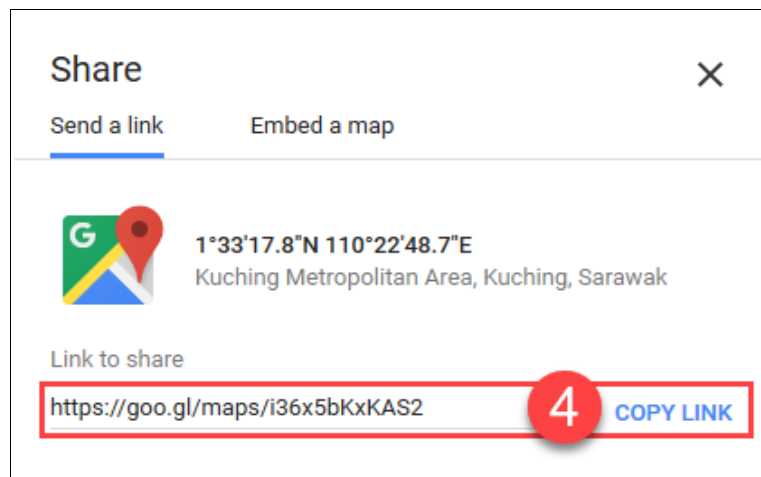 Share
Send a link Embed a map
G
1°33'17.8"N 110°22'48.7"E
Kuching Metropolitan Area, Kuching, Sarawak
Link to share
https://goo.gl/maps/i36x5bKxKAS2 4 COPY LINK